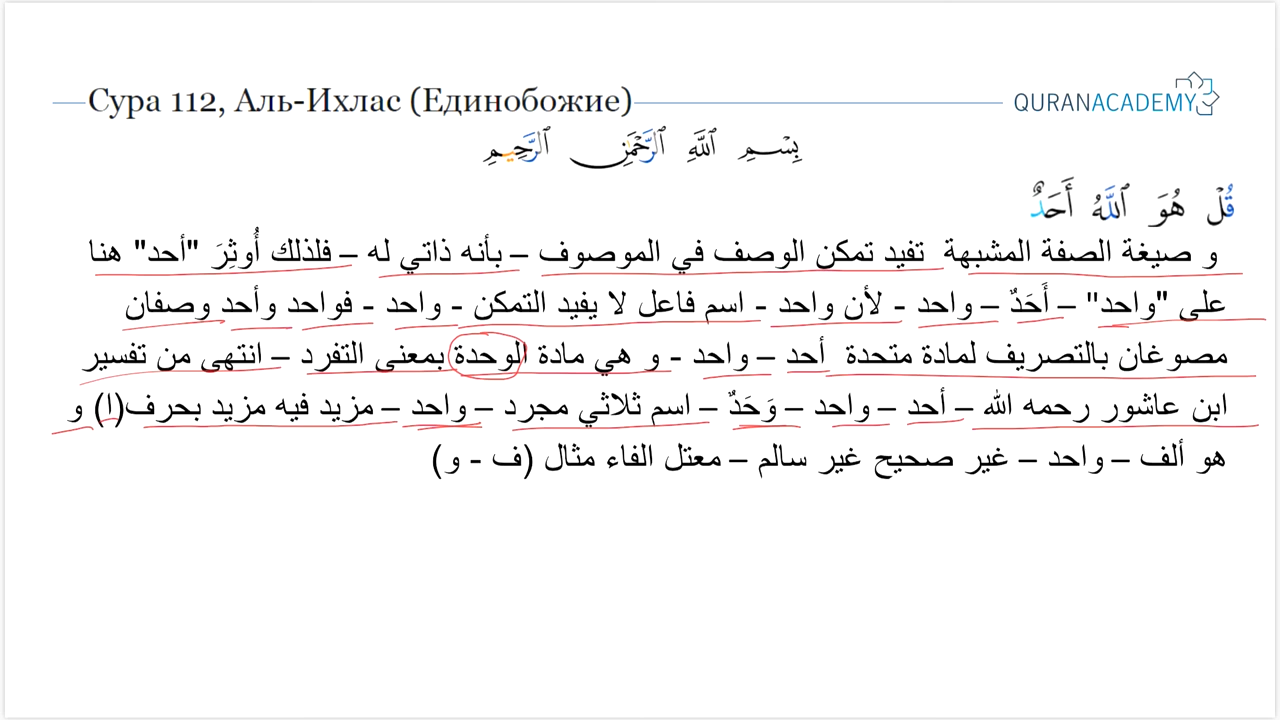 Сура 112, Аль-Ихлас (Единобожие)
QURANACADEMY
بِسْمِ ٱللَّهِ ٱلرَّحْمَٰنِ ٱلرَّحِيمِ
قُلْ هُوَ ٱللَّهُ أَحَدٌ
و صيغة الصفة المشبهة تفيد تمكن الوصف في الموصوف – بأنه ذاتي له – فلذلك أُوثِرَ "أحد" هنا
على "واحد" – أَحَدٌ – واحد - لأن واحد - اسم فاعل لا يفيد التمكن - واحد - فواحد وأحد وصفان
مصوغان بالتصريف لمادة متحدة أحد – واحد - و هي مادة الوحدة بمعنى التفرد – انتهى من تفسير
ابن عاشور رحمه الله – أحد – واحد – وَحَدٌ – اسم ثلاثي مجرد – واحد – مزيد فيه مزيد بحرف(ا) و
هو ألف – واحد – غير صحيح غير سالم – معتل الفاء مثال (ف - و)